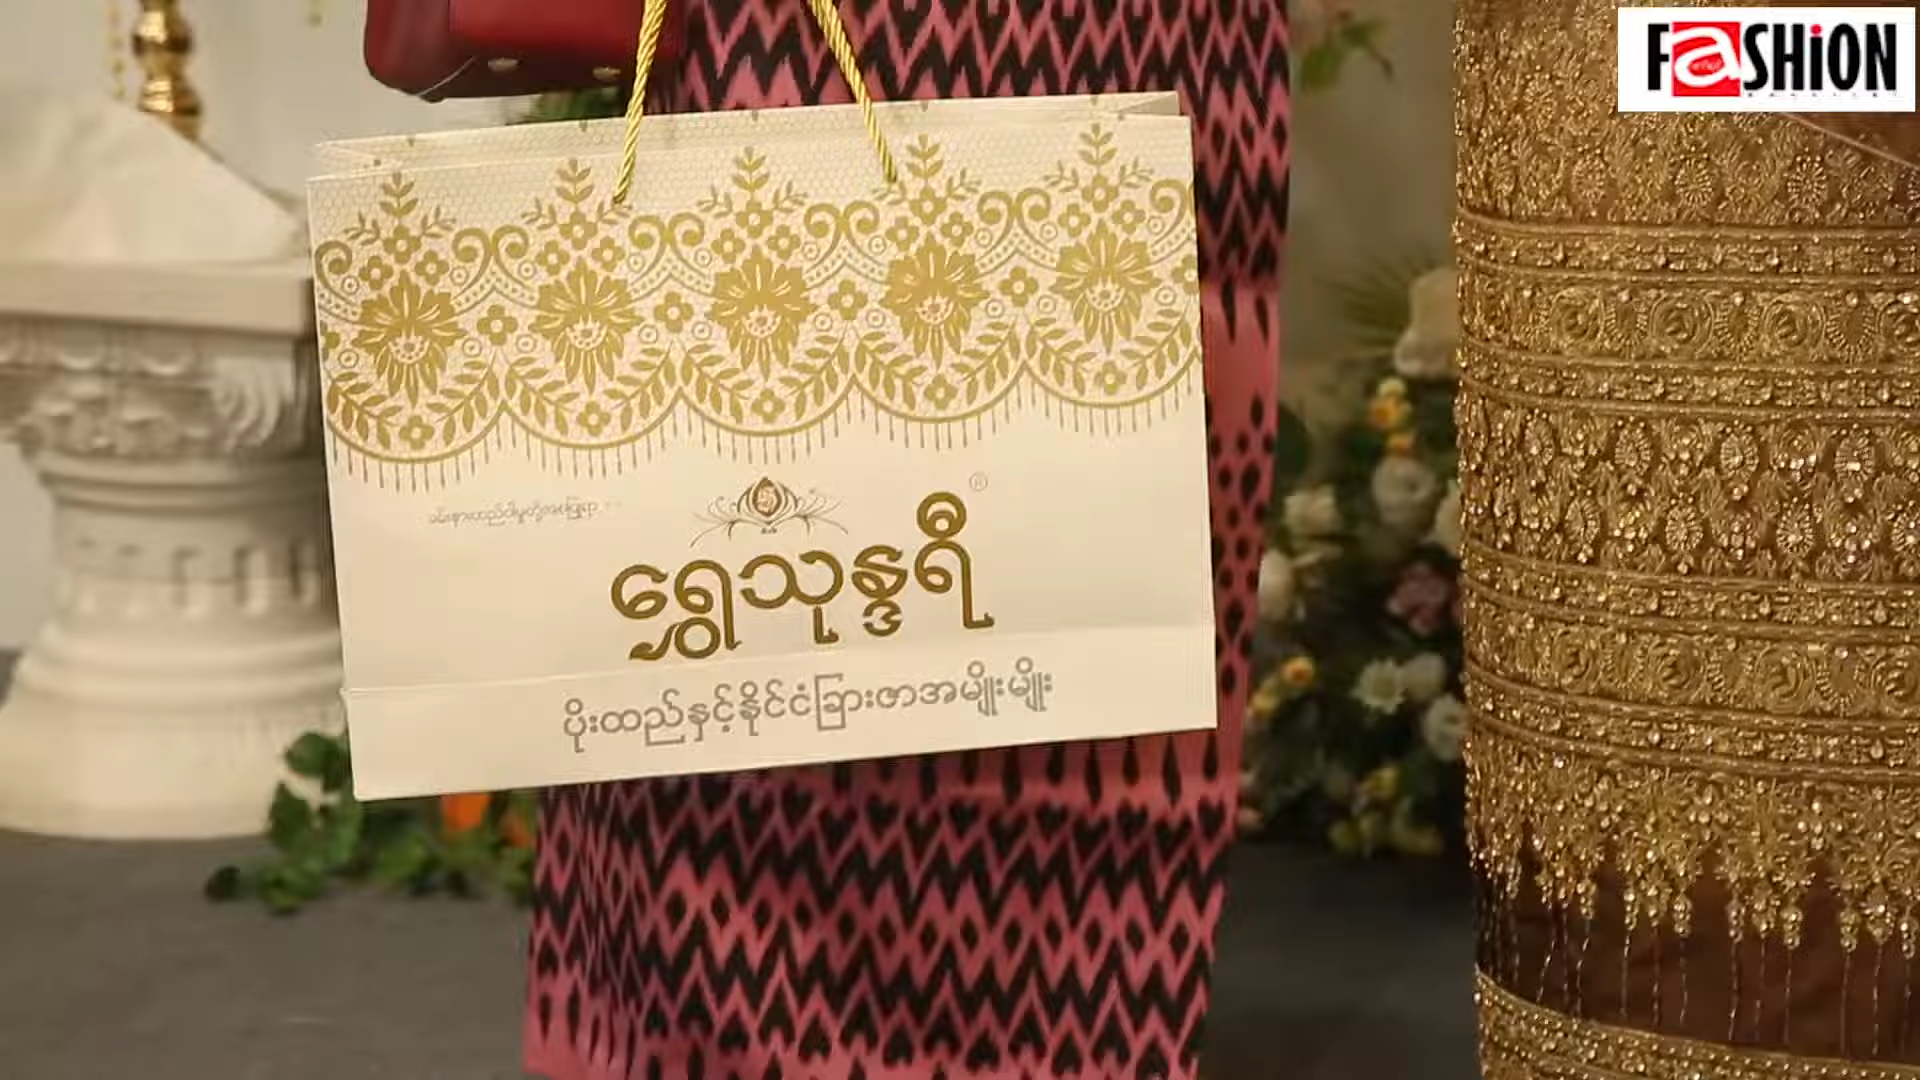 FaSHiON
ရွှေသုန္ဒရီ ®
ပိုးထည်နှင့်နိုင်ငံခြားဇာအမျိုးမျိုး